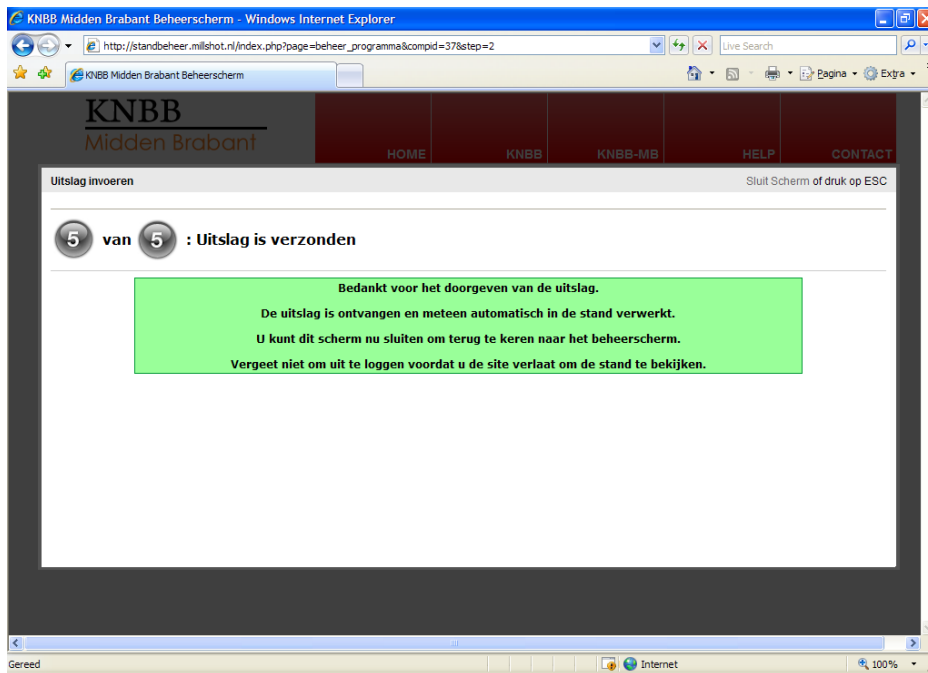 KNBB Midden Brabant Beheerscherm - Windows Internet Explorer
http://standbeheer.millshot.nl/index.php?page=beheer_programma&compid=37&step=2
Live Search
KNBB Midden Brabant Beheerscherm
Pagina
Extra
KNBB
Midden Brabant
HOME
KNBB
KNBB-MB
HELP
CONTACT
Uitslag invoeren
Sluit Scherm of druk op ESC
5 van 5 : Uitslag is verzonden
Bedankt voor het doorgeven van de uitslag.
De uitslag is ontvangen en meteen automatisch in de stand verwerkt.
U kunt dit scherm nu sluiten om terug te keren naar het beheerscherm.
Vergeet niet om uit te loggen voordat u de site verlaat om de stand te bekijken.
Gereed
Internet
100%